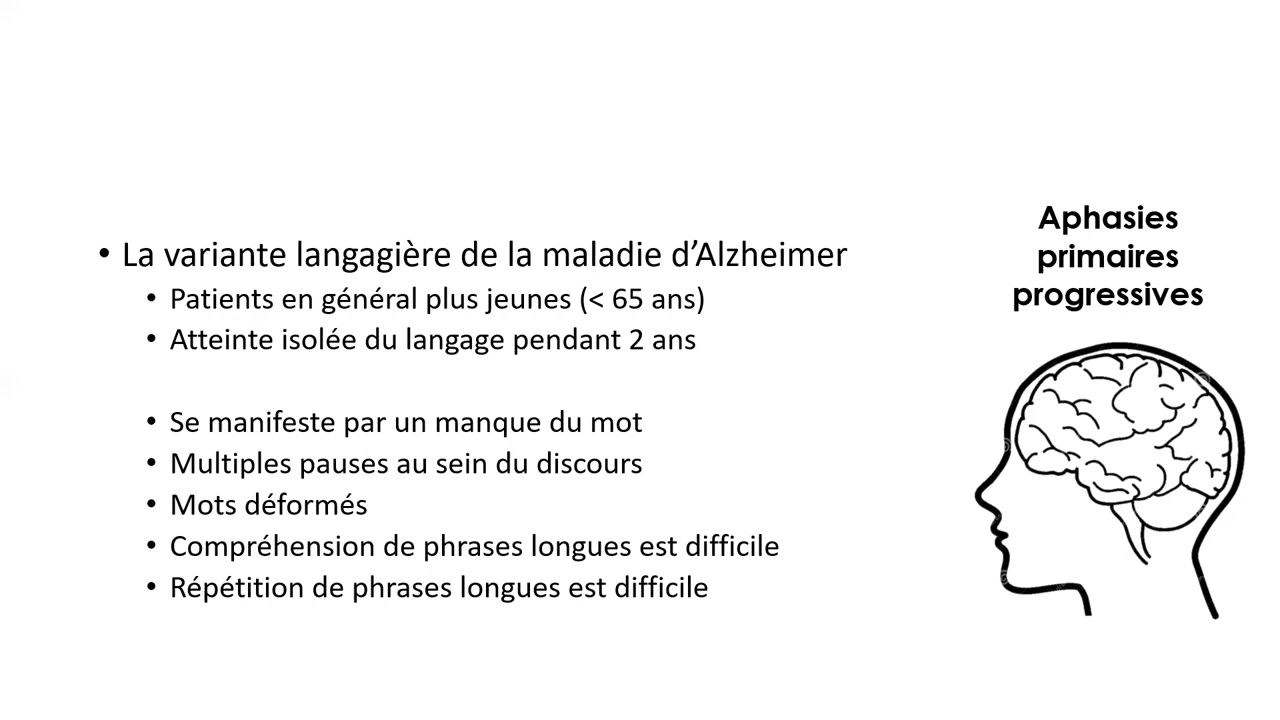 • La variante langagière de la maladie d’Alzheimer
• Patients en général plus jeunes (< 65 ans)
• Atteinte isolée du langage pendant 2 ans
• Se manifeste par un manque du mot
• Multiples pauses au sein du discours
• Mots déformés
• Compréhension de phrases longues est difficile
• Répétition de phrases longues est difficile
Aphasies
primaires
progressives